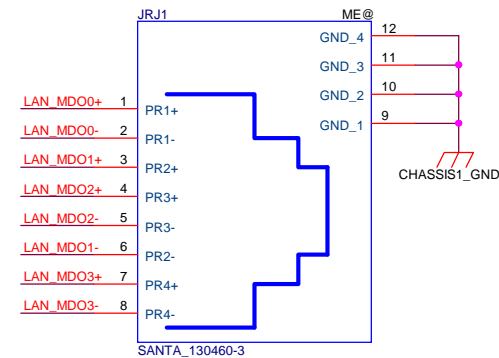 JRJ1 ME@
GND_4 12
GND_3 11
GND_2 10
GND_1 9
LAN_MDO0+ 1 PR1+
LAN_MDO0- 2 PR1-
LAN_MDO1+ 3 PR2+
LAN_MDO2+ 4 PR3+
LAN_MDO2- 5 PR3-
LAN_MDO1- 6 PR2-
LAN_MDO3+ 7 PR4+
LAN_MDO3- 8 PR4-
CHASSIS1_GND
SANTA_130460-3